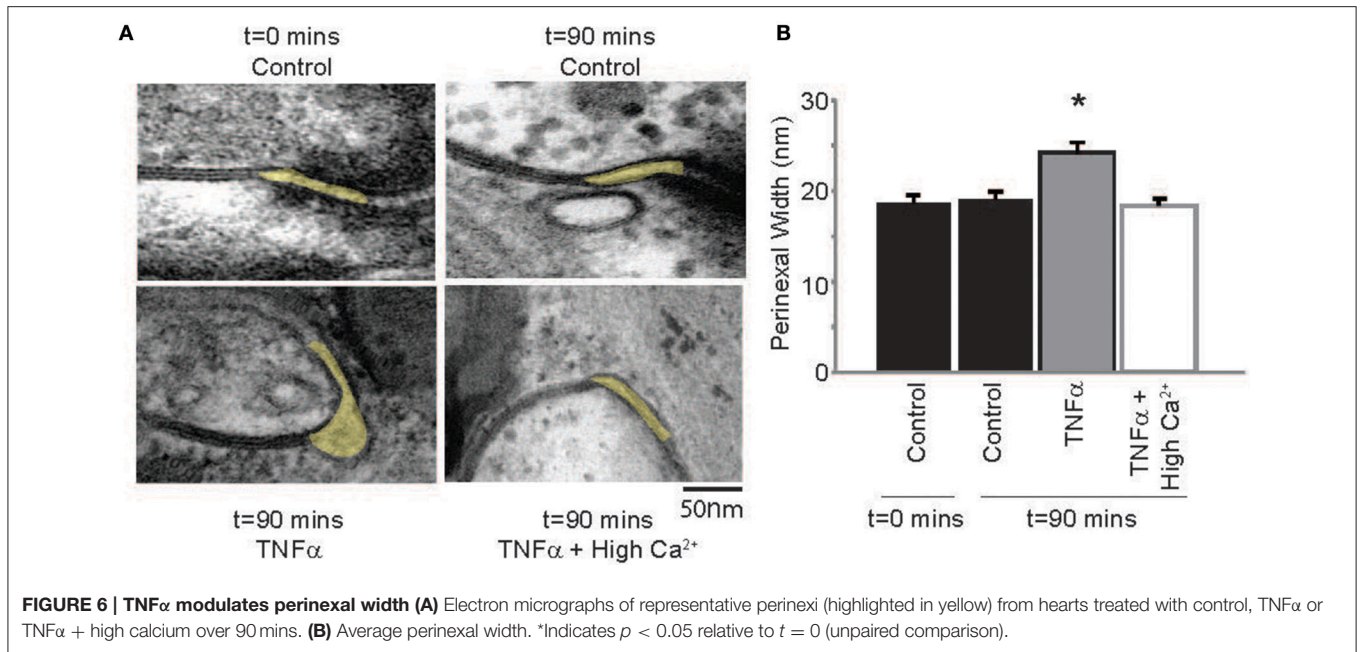 A
t=0 mins
Control
t=90 mins
Control
t=90 mins
TNFα
t=90 mins
TNFα + High Ca²⁺
50nm
B
Perinexal Width (nm)
30
20
10
0
*
Control
Control
TNFα
TNFα +
High Ca²⁺
t=0 mins
t=90 mins
FIGURE 6 | TNFα modulates perinexal width (A) Electron micrographs of representative perinexi (highlighted in yellow) from hearts treated with control, TNFα or
TNFα + high calcium over 90 mins. (B) Average perinexal width. *Indicates p < 0.05 relative to t = 0 (unpaired comparison).